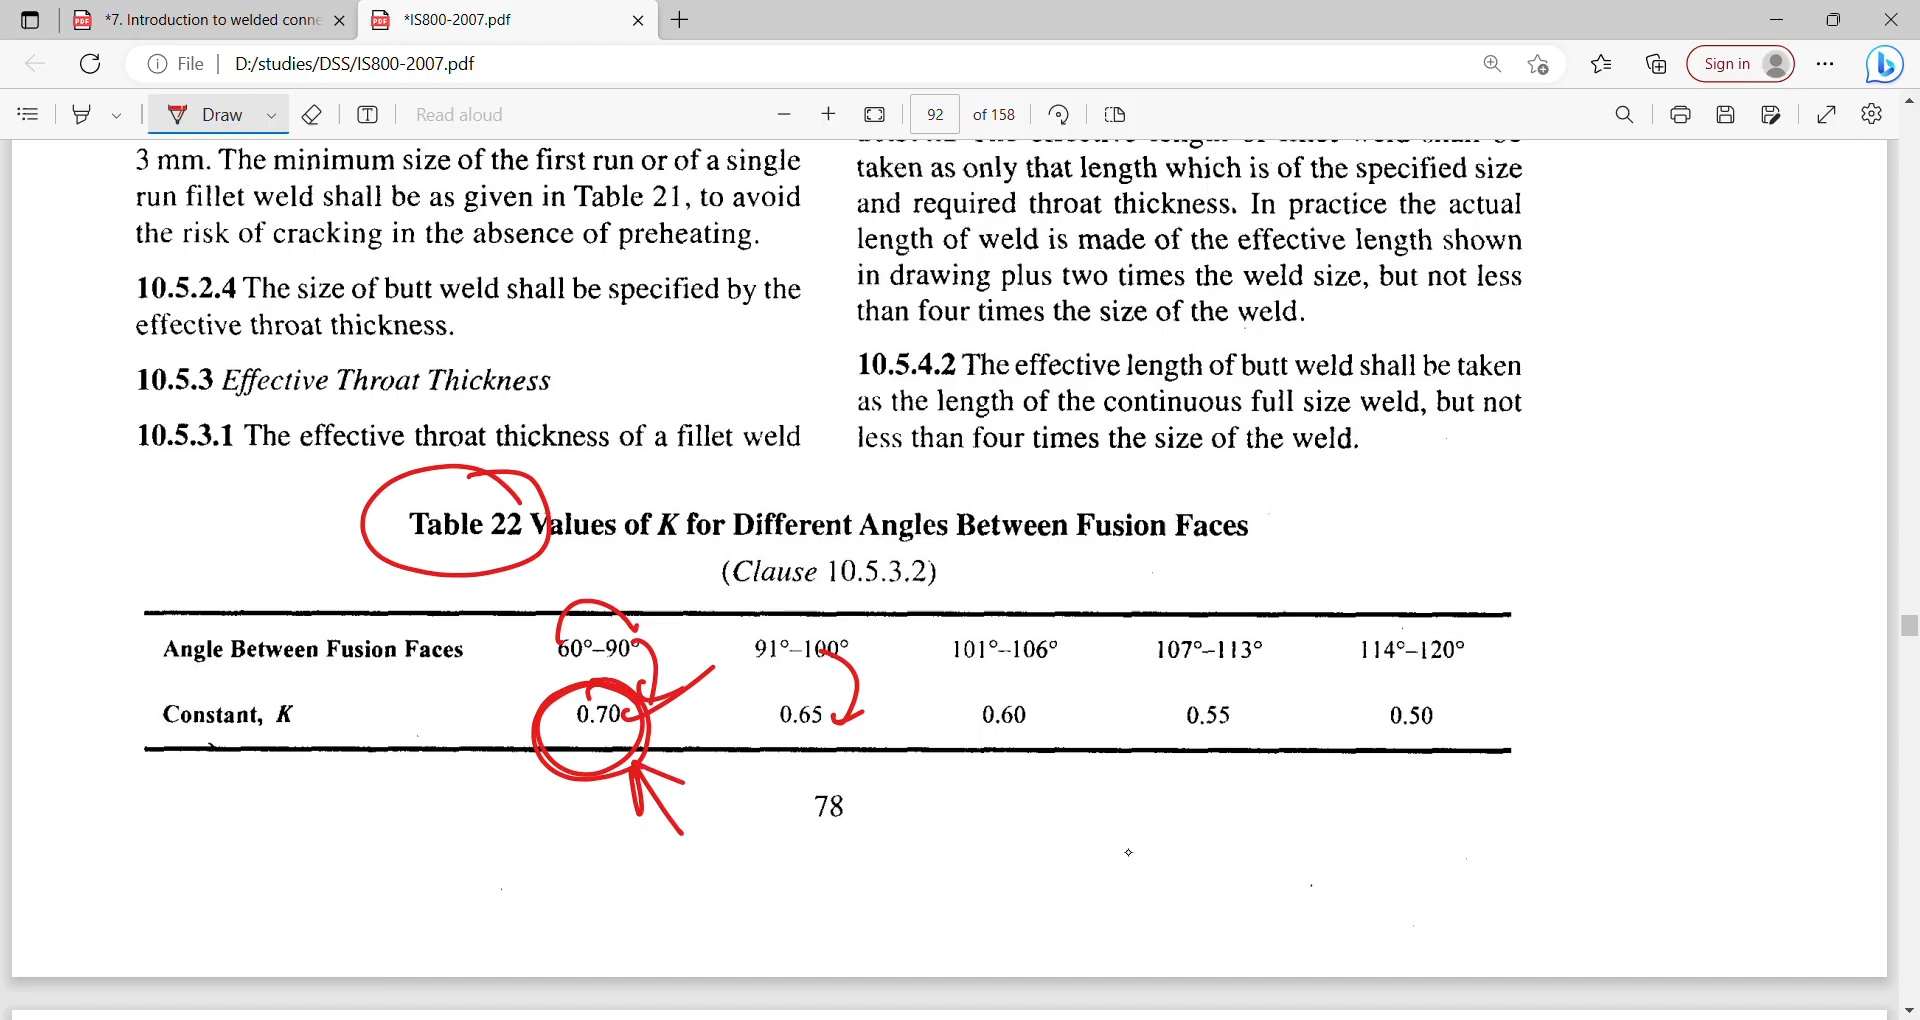 *7. Introduction to welded conne
*IS800-2007.pdf
File
D:/studies/DSS/IS800-2007.pdf
Sign in
Draw
Read aloud
92
of 158
3 mm. The minimum size of the first run or of a single
run fillet weld shall be as given in Table 21, to avoid
the risk of cracking in the absence of preheating.
10.5.2.4 The size of butt weld shall be specified by the
effective throat thickness.
10.5.3 Effective Throat Thickness
10.5.3.1 The effective throat thickness of a fillet weld
taken as only that length which is of the specified size
and required throat thickness. In practice the actual
length of weld is made of the effective length shown
in drawing plus two times the weld size, but not less
than four times the size of the weld.
10.5.4.2 The effective length of butt weld shall be taken
as the length of the continuous full size weld, but not
less than four times the size of the weld.
Table 22 Values of K for Different Angles Between Fusion Faces
(Clause 10.5.3.2)
Angle Between Fusion Faces 60°–90° 91°–100° 101°–106° 107°–113° 114°–120°
Constant, K 0.70 0.65 0.60 0.55 0.50
78